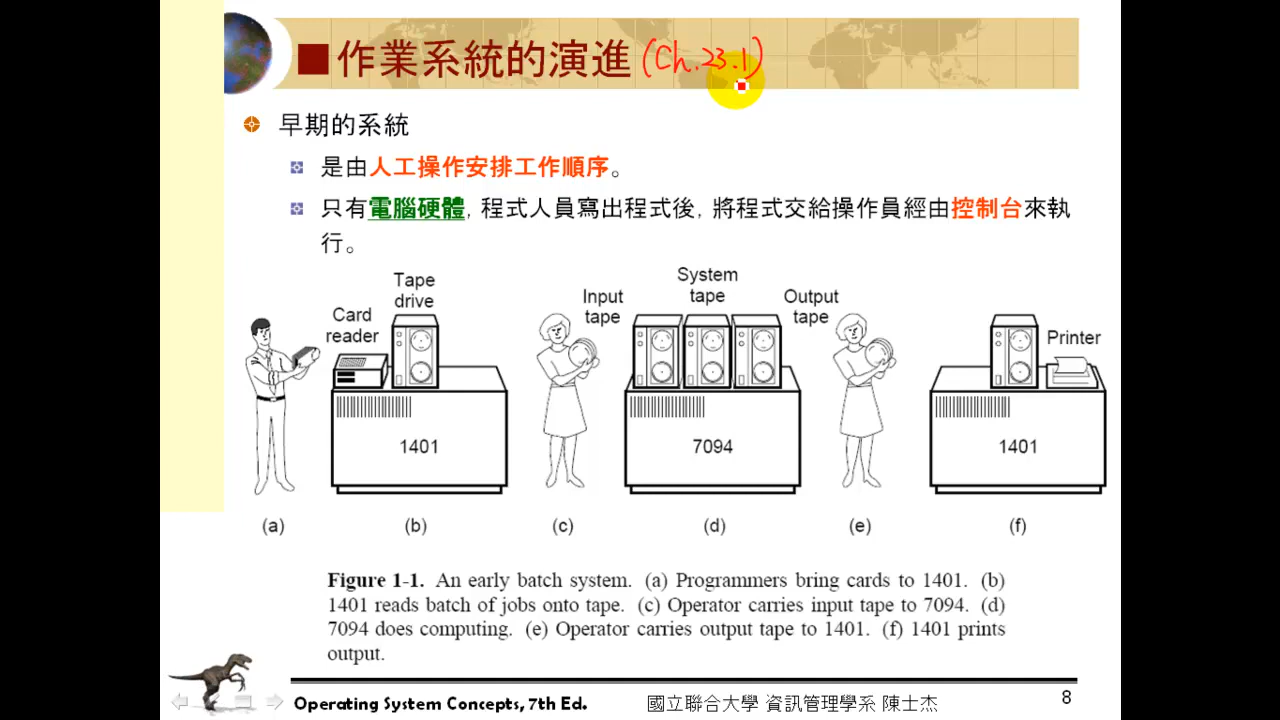 ■作業系統的演進(Ch.23.1)
早期的系統
是由人工操作安排工作順序。
只有電腦硬體,程式人員寫出程式後,將程式交給操作員經由控制台來執
行。
Card
reader
Tape
drive
Input
tape
System
tape
Output
tape
Printer
1401
7094
1401
(a)
(b)
(c)
(d)
(e)
(f)
Figure 1-1. An early batch system. (a) Programmers bring cards to 1401. (b)
1401 reads batch of jobs onto tape. (c) Operator carries input tape to 7094. (d)
7094 does computing. (e) Operator carries output tape to 1401. (f) 1401 prints
output.
Operating System Concepts, 7th Ed.
國立聯合大學 資訊管理學系 陳士杰
8